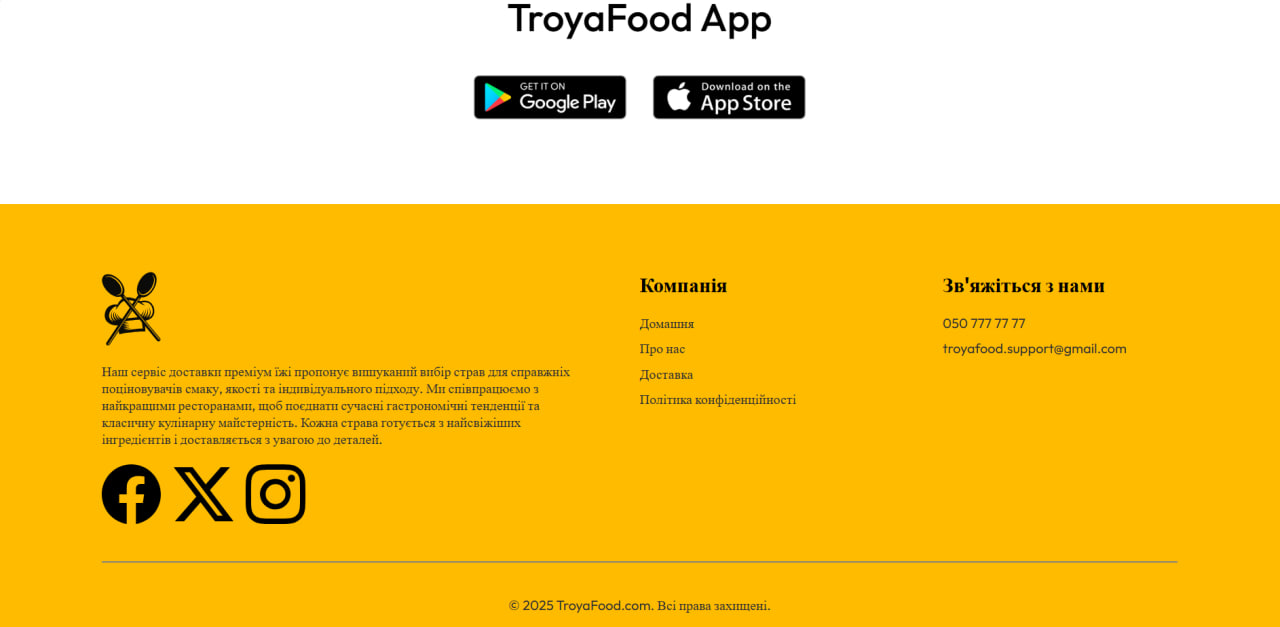 TroyaFood App
GET IT ON
Google Play
Download on the
App Store
Наш сервіс доставки преміум їжі пропонує вишуканий вибір страв для справжніх
поціновувачів смаку, якості та індивідуального підходу. Ми співпрацюємо з
найкращими ресторанами, щоб поєднати сучасні гастрономічні тенденції та
класичну кулінарну майстерність. Кожна страва готується з найсвіжіших
інгредієнтів і доставляється з увагою до деталей.
Компанія
Домашня
Про нас
Доставка
Політика конфіденційності
Зв'яжіться з нами
050 777 77 77
troyafood.support@gmail.com
© 2025 TroyaFood.com. Всі права захищені.